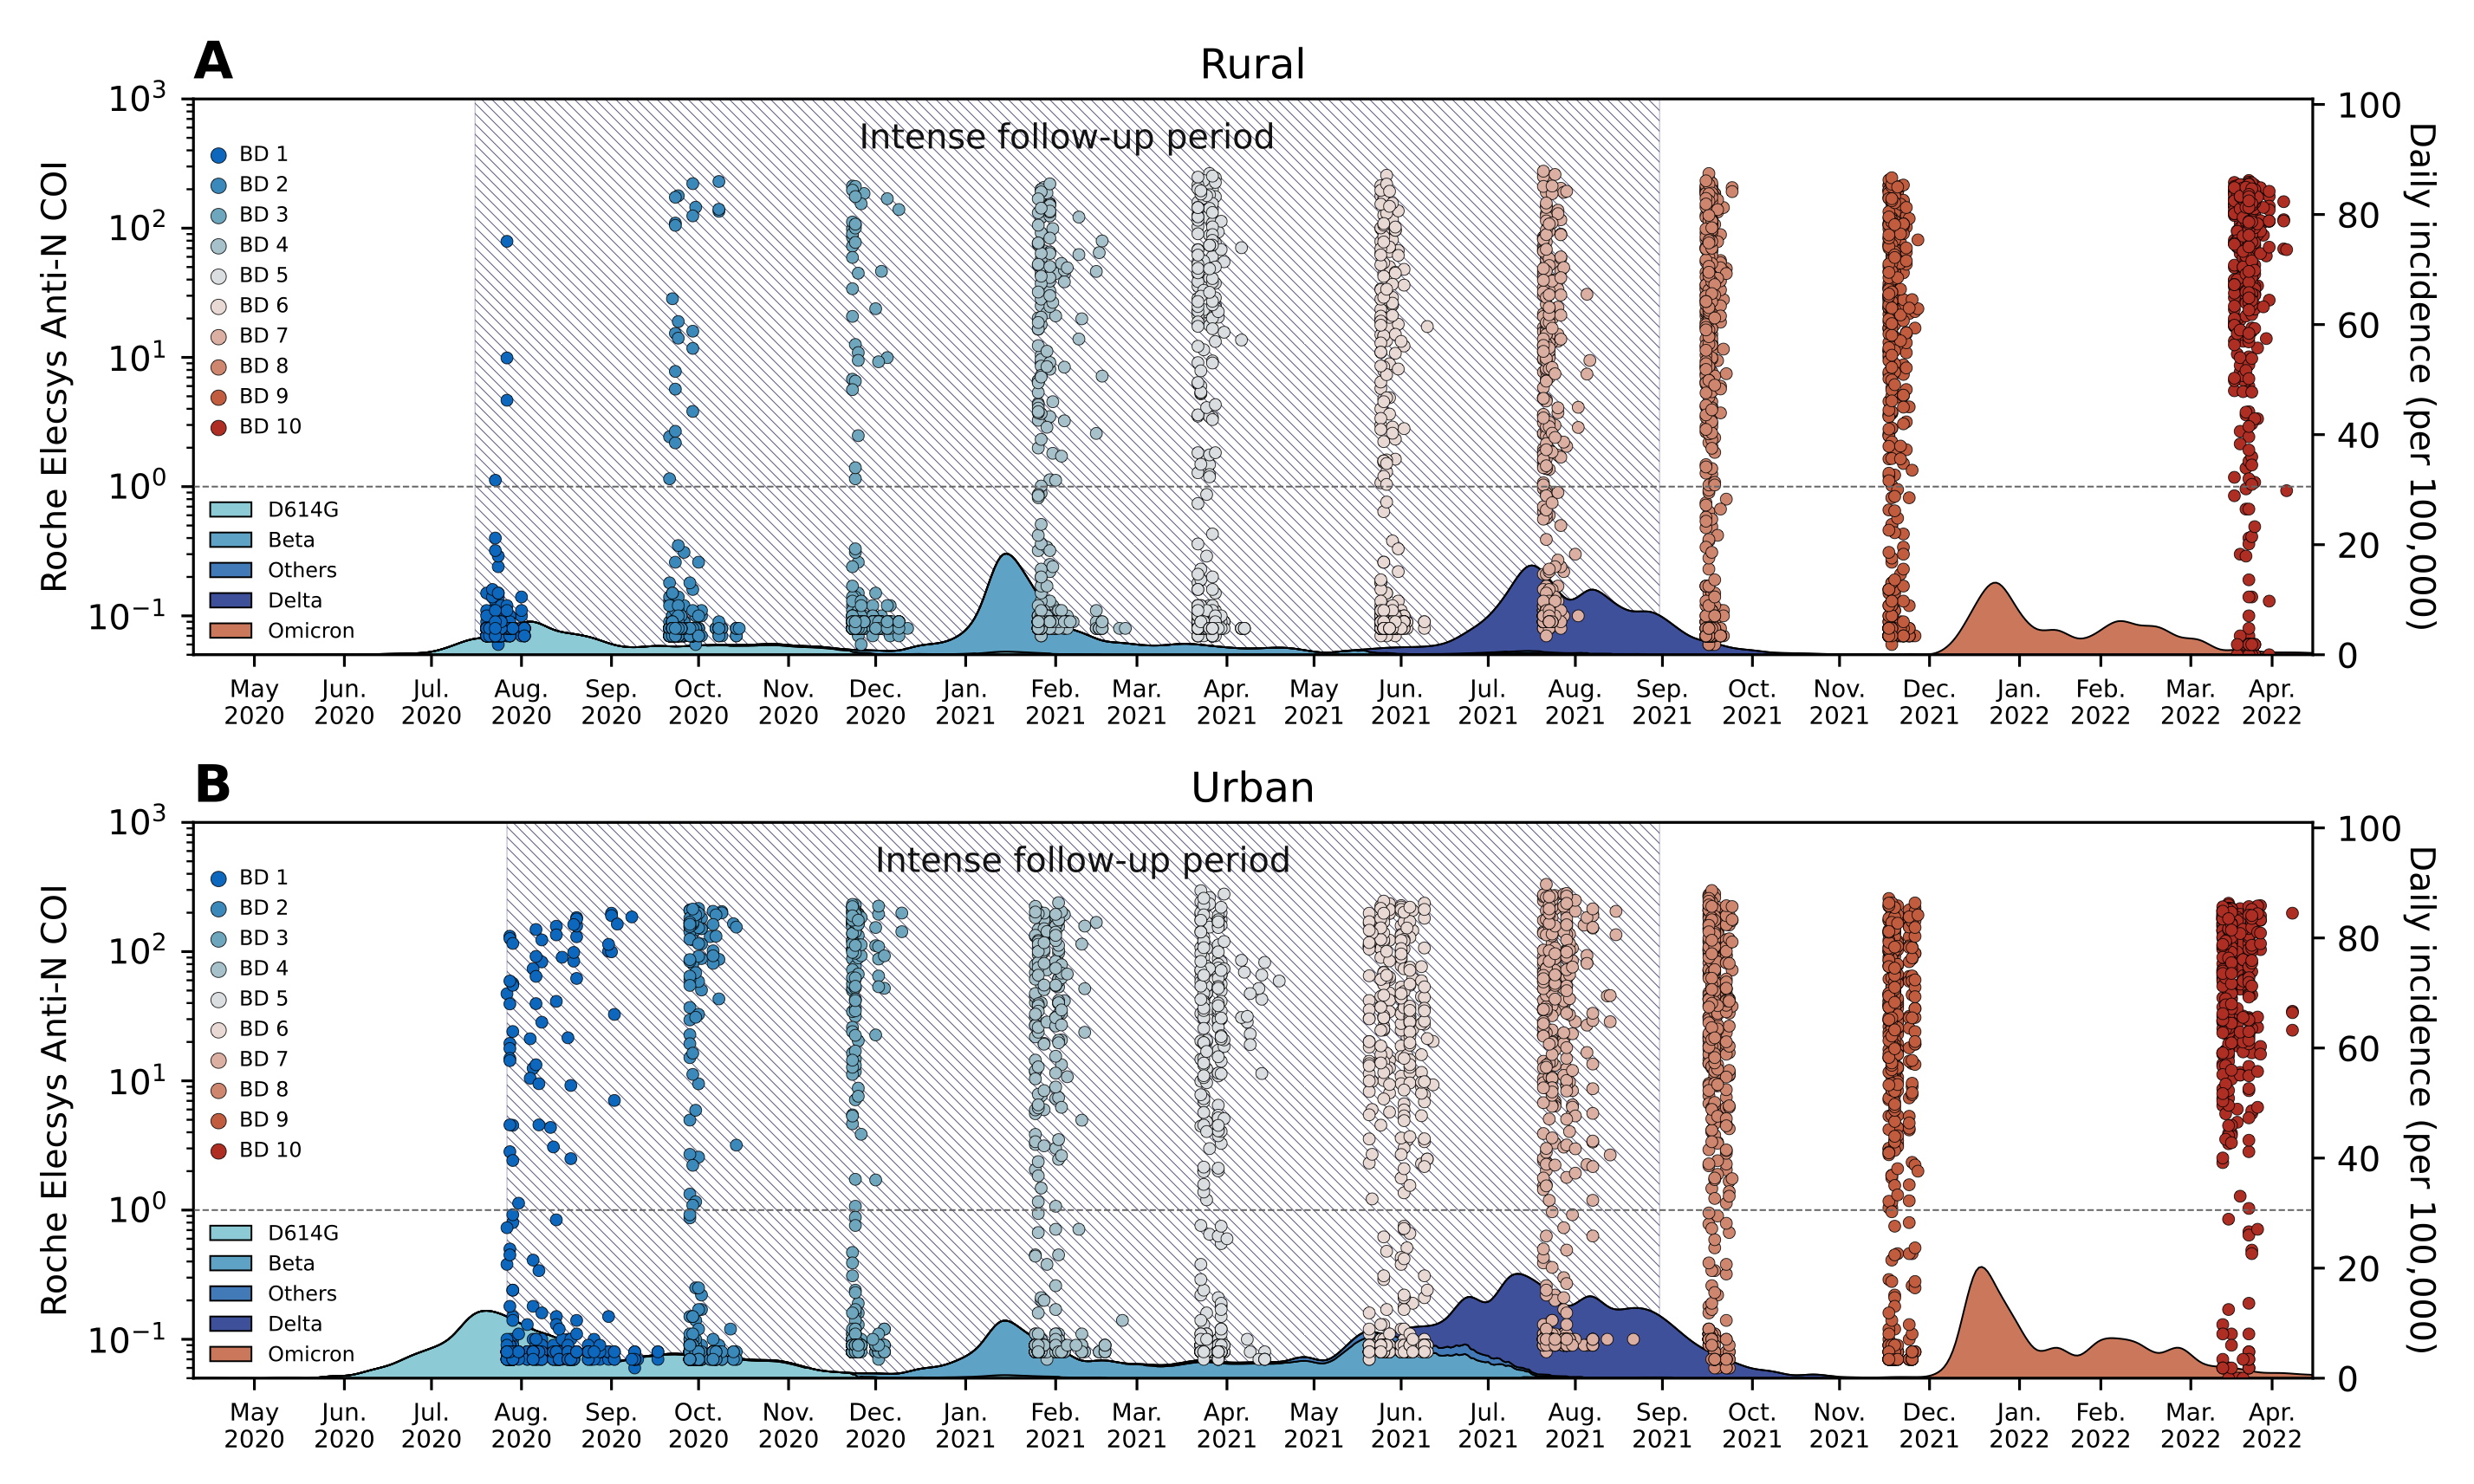 A
Rural
Roche Elecsys Anti-N COI
10³
10²
10¹
10⁰
10⁻¹
Intense follow-up period
BD 1
BD 2
BD 3
BD 4
BD 5
BD 6
BD 7
BD 8
BD 9
BD 10
D614G
Beta
Others
Delta
Omicron
100
80
60
40
20
0
Daily incidence (per 100,000)
May Jun. Jul. Aug. Sep. Oct. Nov. Dec. Jan. Feb. Mar. Apr. May Jun. Jul. Aug. Sep. Oct. Nov. Dec. Jan. Feb. Mar. Apr.
2020 2020 2020 2020 2020 2020 2020 2020 2021 2021 2021 2021 2021 2021 2021 2021 2021 2021 2021 2021 2022 2022 2022 2022
B
Urban
Roche Elecsys Anti-N COI
10³
10²
10¹
10⁰
10⁻¹
Intense follow-up period
BD 1
BD 2
BD 3
BD 4
BD 5
BD 6
BD 7
BD 8
BD 9
BD 10
D614G
Beta
Others
Delta
Omicron
100
80
60
40
20
0
Daily incidence (per 100,000)
May Jun. Jul. Aug. Sep. Oct. Nov. Dec. Jan. Feb. Mar. Apr. May Jun. Jul. Aug. Sep. Oct. Nov. Dec. Jan. Feb. Mar. Apr.
2020 2020 2020 2020 2020 2020 2020 2020 2021 2021 2021 2021 2021 2021 2021 2021 2021 2021 2021 2021 2022 2022 2022 2022